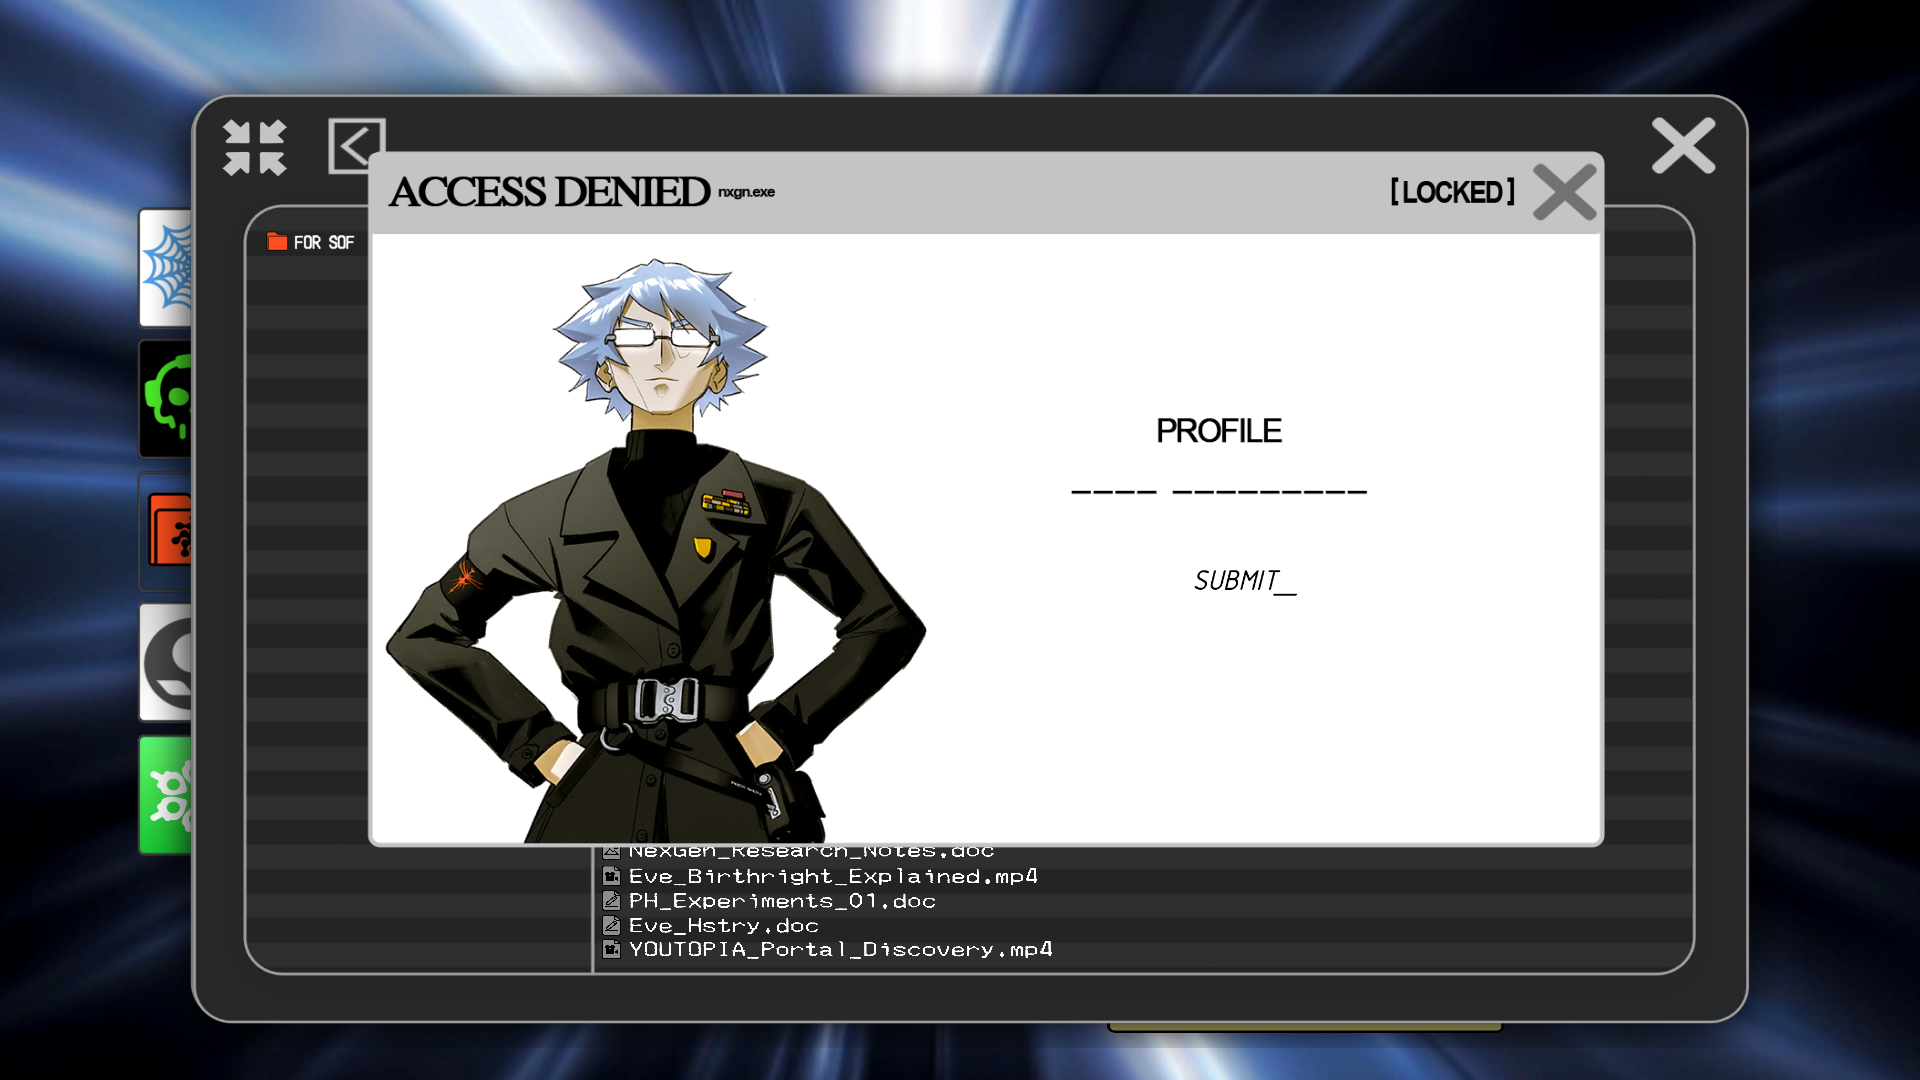 ACCESS DENIED nxgn.exe [LOCKED]
FOR SOF
PROFILE
____ _________
SUBMIT_
NexGen_Research_Notes.doc
Eve_Birthright_Explained.mp4
PH_Experiments_01.doc
Eve_Hstry.doc
YOUTOPIA_Portal_Discovery.mp4